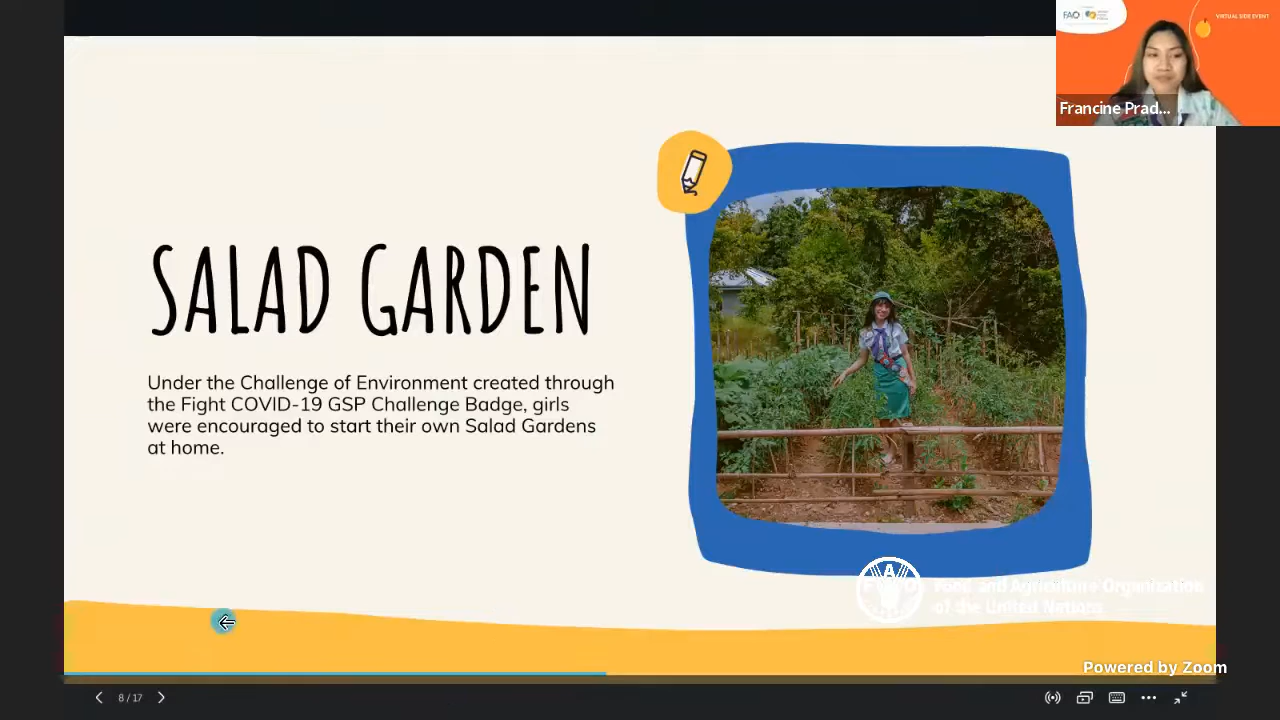 FAO
VIRTUAL SIDE EVENT
Francine Prad...
SALAD GARDEN
Under the Challenge of Environment created through
the Fight COVID-19 GSP Challenge Badge, girls
were encouraged to start their own Salad Gardens
at home.
Food and Agriculture Organization
of the United Nations
Powered by Zoom
8 / 17